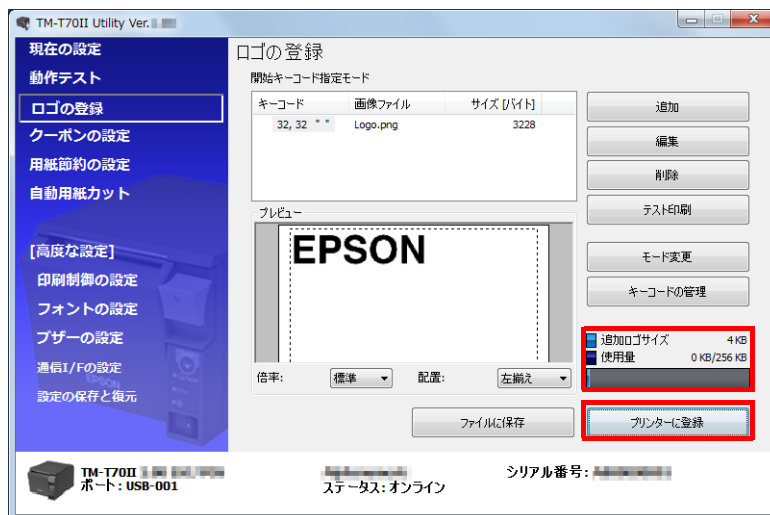 TM-T70II Utility Ver.
現在の設定
動作テスト
ロゴの登録
クーポンの設定
用紙節約の設定
自動用紙カット
[高度な設定]
印刷制御の設定
フォントの設定
ブザーの設定
通信I/Fの設定
設定の保存と復元
ロゴの登録
開始キーコード指定モード
キーコード 画像ファイル サイズ [バイト]
32, 32 " " Logo.png 3228
追加
編集
削除
テスト印刷
モード変更
キーコードの管理
プレビュー
EPSON
追加ロゴサイズ 4 KB
使用量 0 KB/256 KB
倍率: 標準 配置: 左揃え
ファイルに保存
プリンターに登録
TM-T70II
ポート : USB-001
ステータス: オンライン
シリアル番号:
EPSON